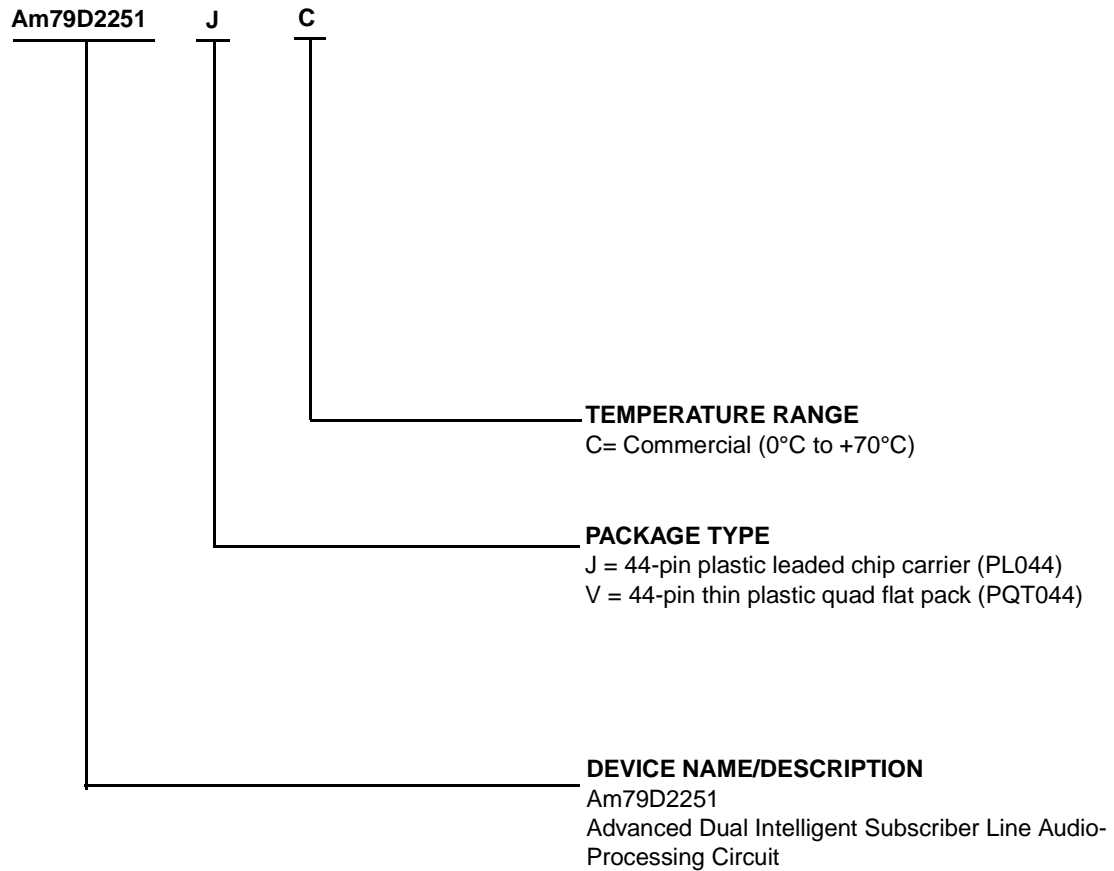 Am79D2251 J C
TEMPERATURE RANGE
C= Commercial (0°C to +70°C)
PACKAGE TYPE
J = 44-pin plastic leaded chip carrier (PL044)
V = 44-pin thin plastic quad flat pack (PQT044)
DEVICE NAME/DESCRIPTION
Am79D2251
Advanced Dual Intelligent Subscriber Line Audio-
Processing Circuit